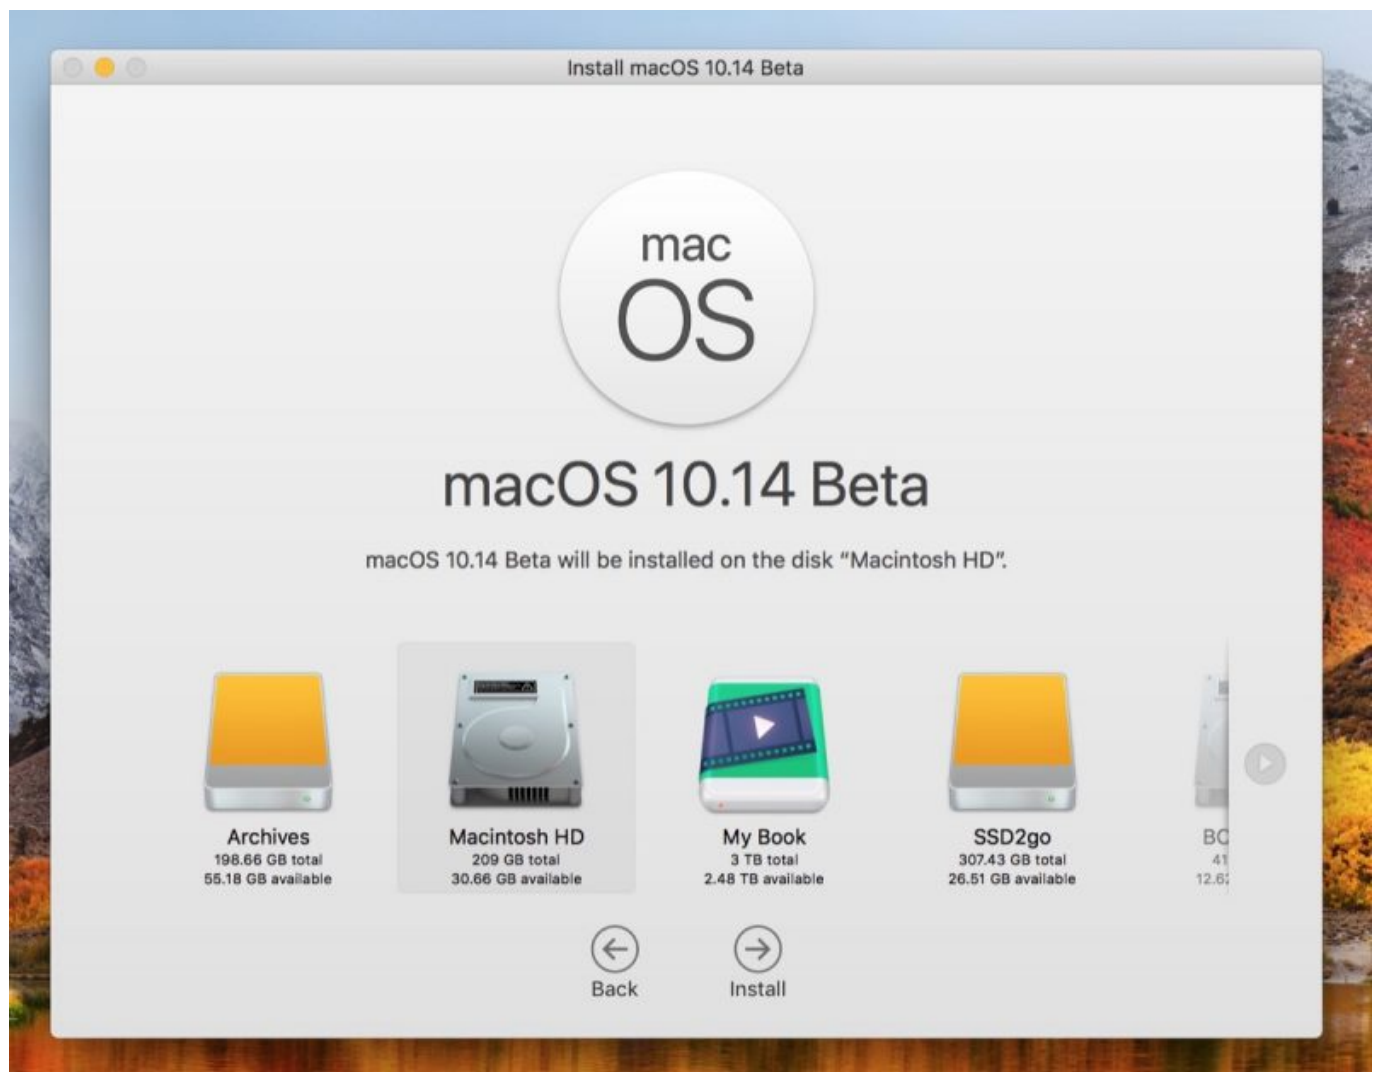 Install macOS 10.14 Beta
mac
OS
macOS 10.14 Beta
macOS 10.14 Beta will be installed on the disk “Macintosh HD”.
Archives
198.66 GB total
55.18 GB available
Macintosh HD
209 GB total
30.66 GB available
My Book
3 TB total
2.48 TB available
SSD2go
307.43 GB total
26.51 GB available
Back
Install